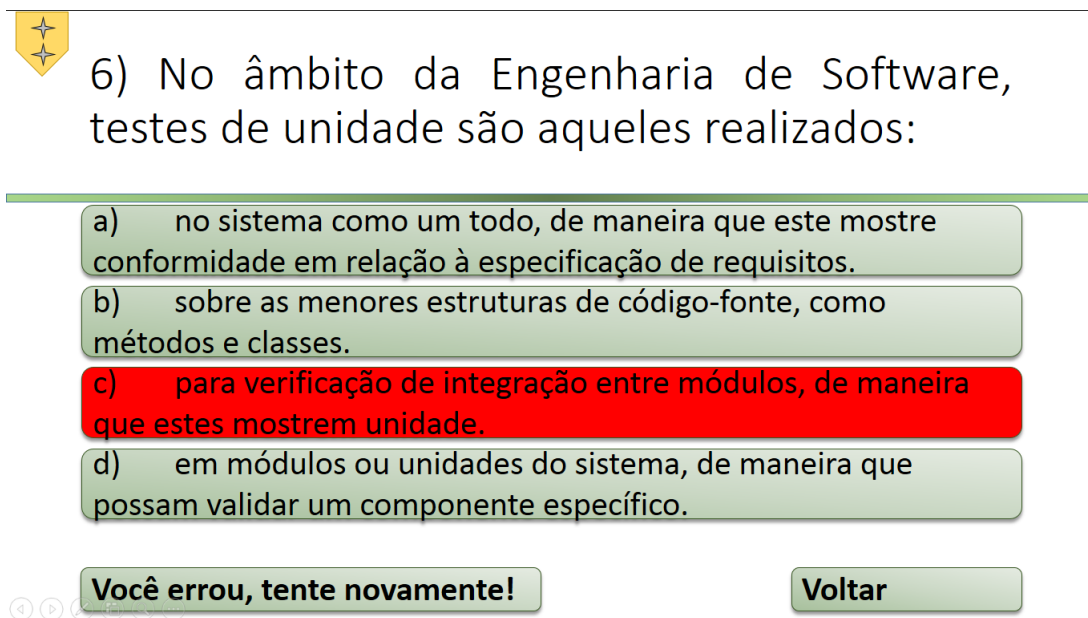 6) No âmbito da Engenharia de Software,
testes de unidade são aqueles realizados:
a) no sistema como um todo, de maneira que este mostre
conformidade em relação à especificação de requisitos.
b) sobre as menores estruturas de código-fonte, como
métodos e classes.
c) para verificação de integração entre módulos, de maneira
que estes mostrem unidade.
d) em módulos ou unidades do sistema, de maneira que
possam validar um componente específico.
Você errou, tente novamente!
Voltar